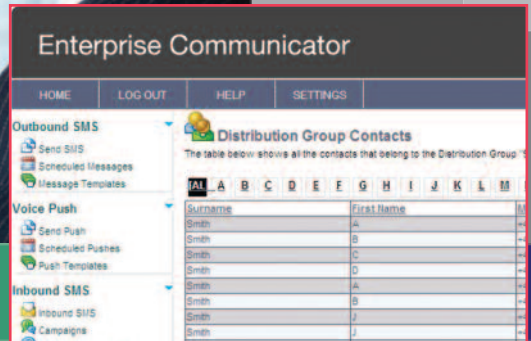 Enterprise Communicator
HOME LOG OUT HELP SETTINGS
Outbound SMS
Send SMS
Scheduled Messages
Message Templates
Voice Push
Send Push
Scheduled Pushes
Push Templates
Inbound SMS
Inbound SMS
Campaigns
Distribution Group Contacts
The table below shows all the contacts that belong to the Distribution Group
A B C D E F G H I J K L M
Surname First Name
Smith A
Smith B
Smith C
Smith D
Smith A
Smith B
Smith J
Smith J